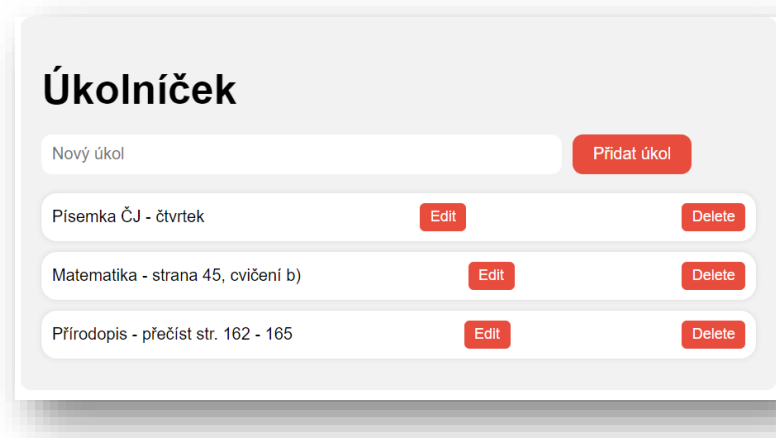 Úkolníček
Nový úkol Přidat úkol
Písemka ČJ - čtvrtek Edit Delete
Matematika - strana 45, cvičení b) Edit Delete
Přírodopis - přečíst str. 162 - 165 Edit Delete